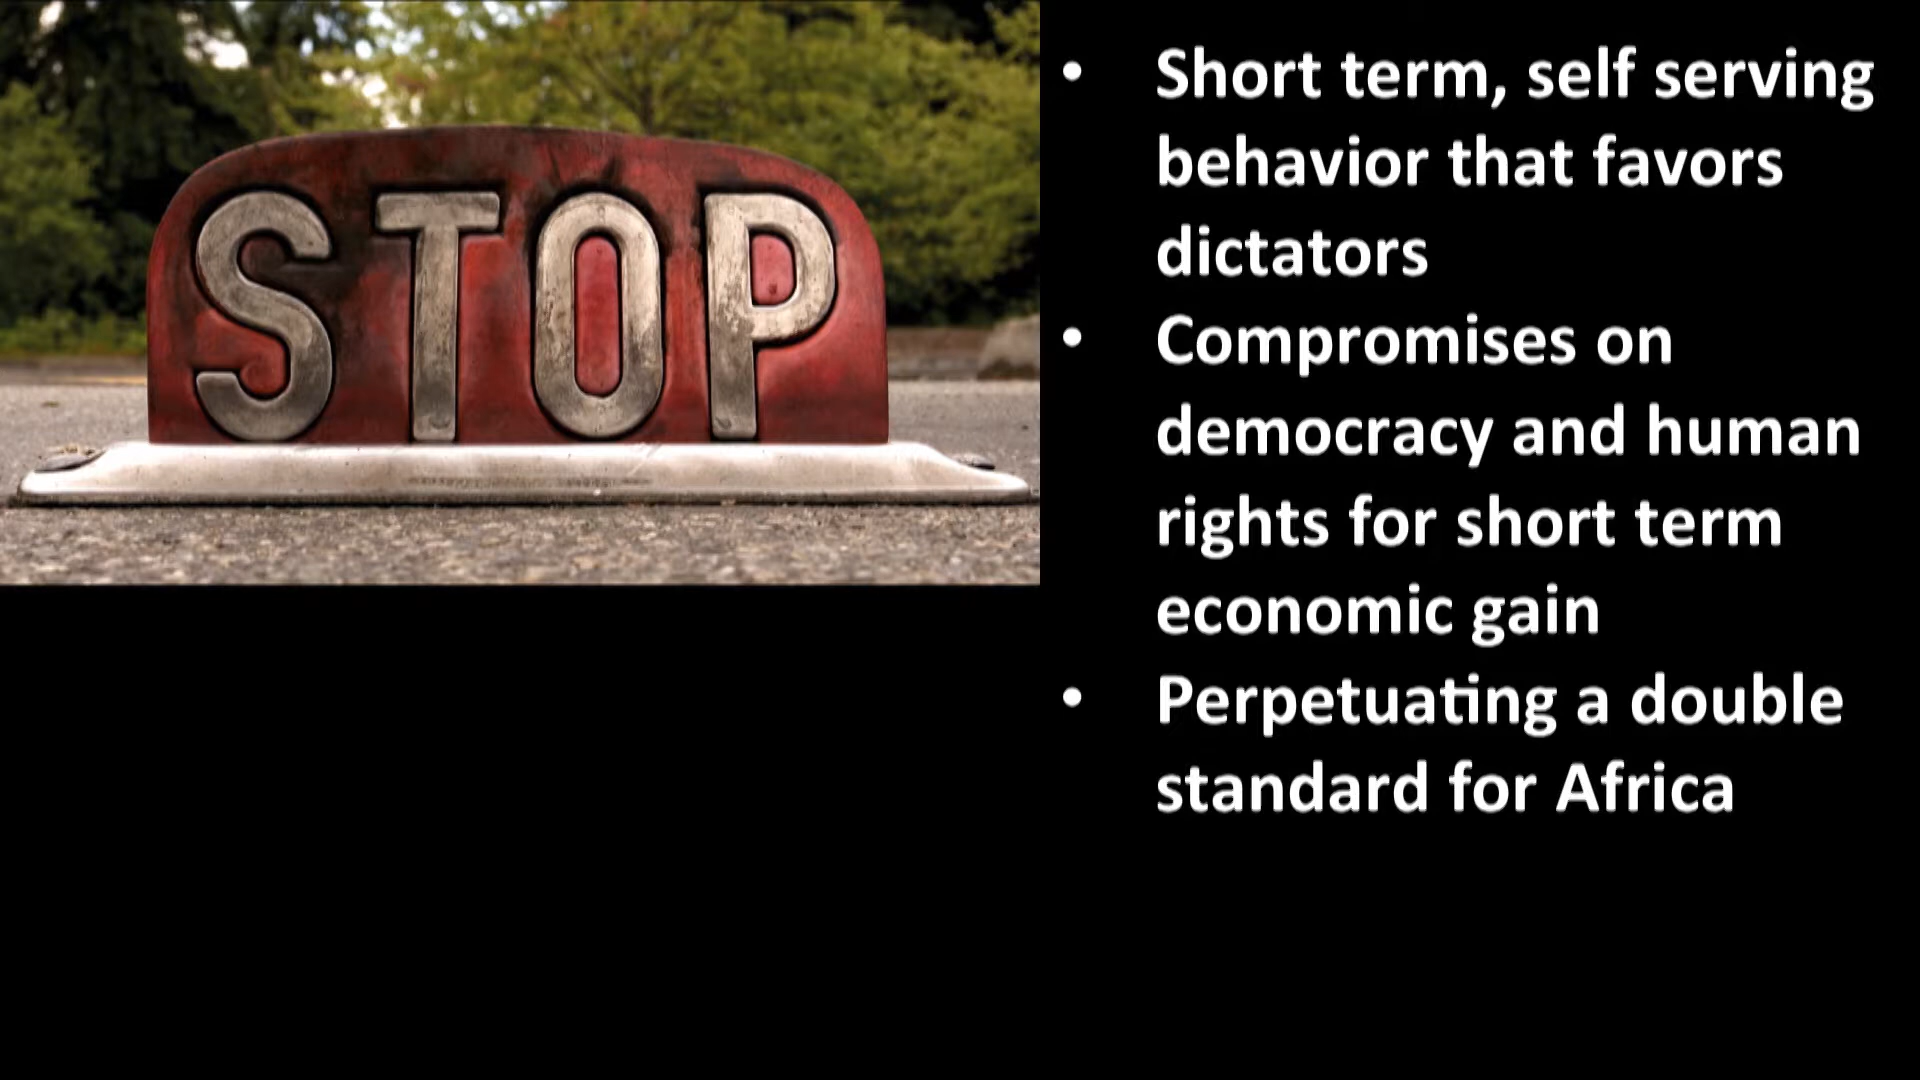 STOP
• Short term, self serving
behavior that favors
dictators
• Compromises on
democracy and human
rights for short term
economic gain
• Perpetuating a double
standard for Africa